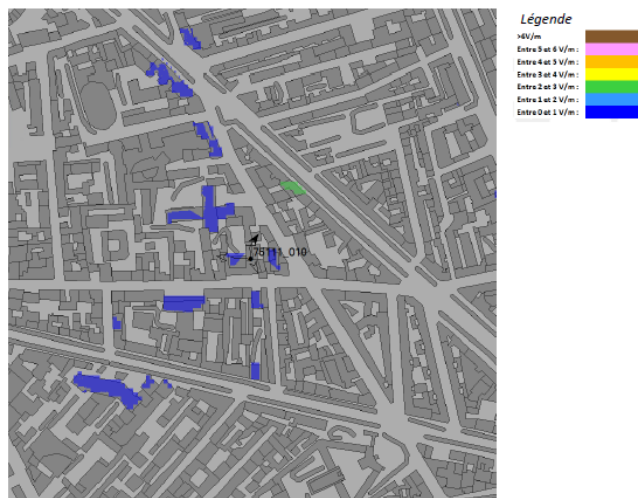 Légende
>6V/m
Entre 5 et 6 V/m :
Entre 4 et 5 V/m :
Entre 3 et 4 V/m :
Entre 2 et 3 V/m :
Entre 1 et 2 V/m :
Entre 0 et 1 V/m :
75111_010